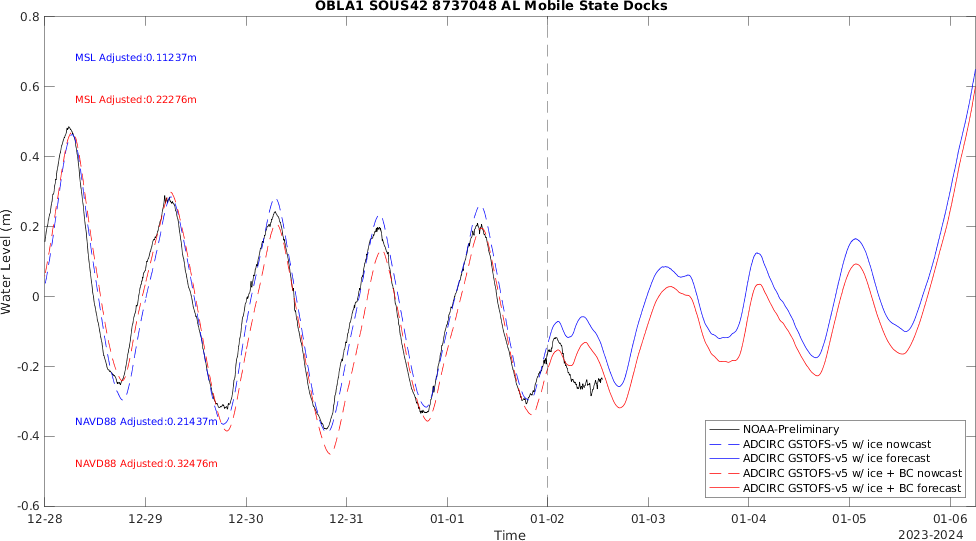 OBLA1 SOUS42 8737048 AL Mobile State Docks
0.8
0.6
0.4
0.2
0
-0.2
-0.4
-0.6
Water Level (m)
MSL Adjusted:0.11237m
MSL Adjusted:0.22276m
NAVD88 Adjusted:0.21437m
NAVD88 Adjusted:0.32476m
NOAA-Preliminary
ADCIRC GSTOFS-v5 w/ ice nowcast
ADCIRC GSTOFS-v5 w/ ice forecast
ADCIRC GSTOFS-v5 w/ ice + BC nowcast
ADCIRC GSTOFS-v5 w/ ice + BC forecast
12-28 12-29 12-30 12-31 01-01 01-02 01-03 01-04 01-05 01-06
Time
2023-2024